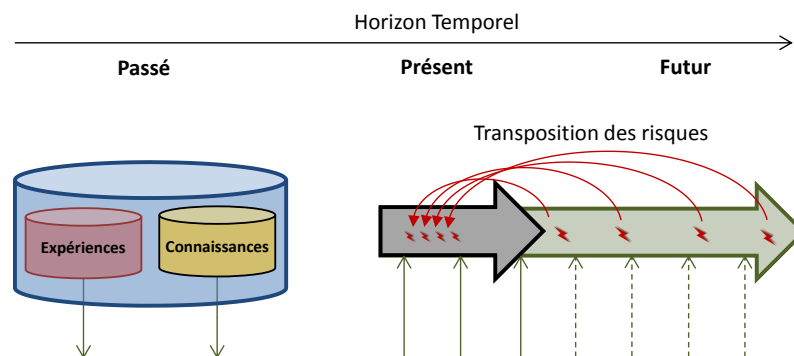 Horizon Temporel
Passé
Présent
Futur
Transposition des risques
Expériences
Connaissances